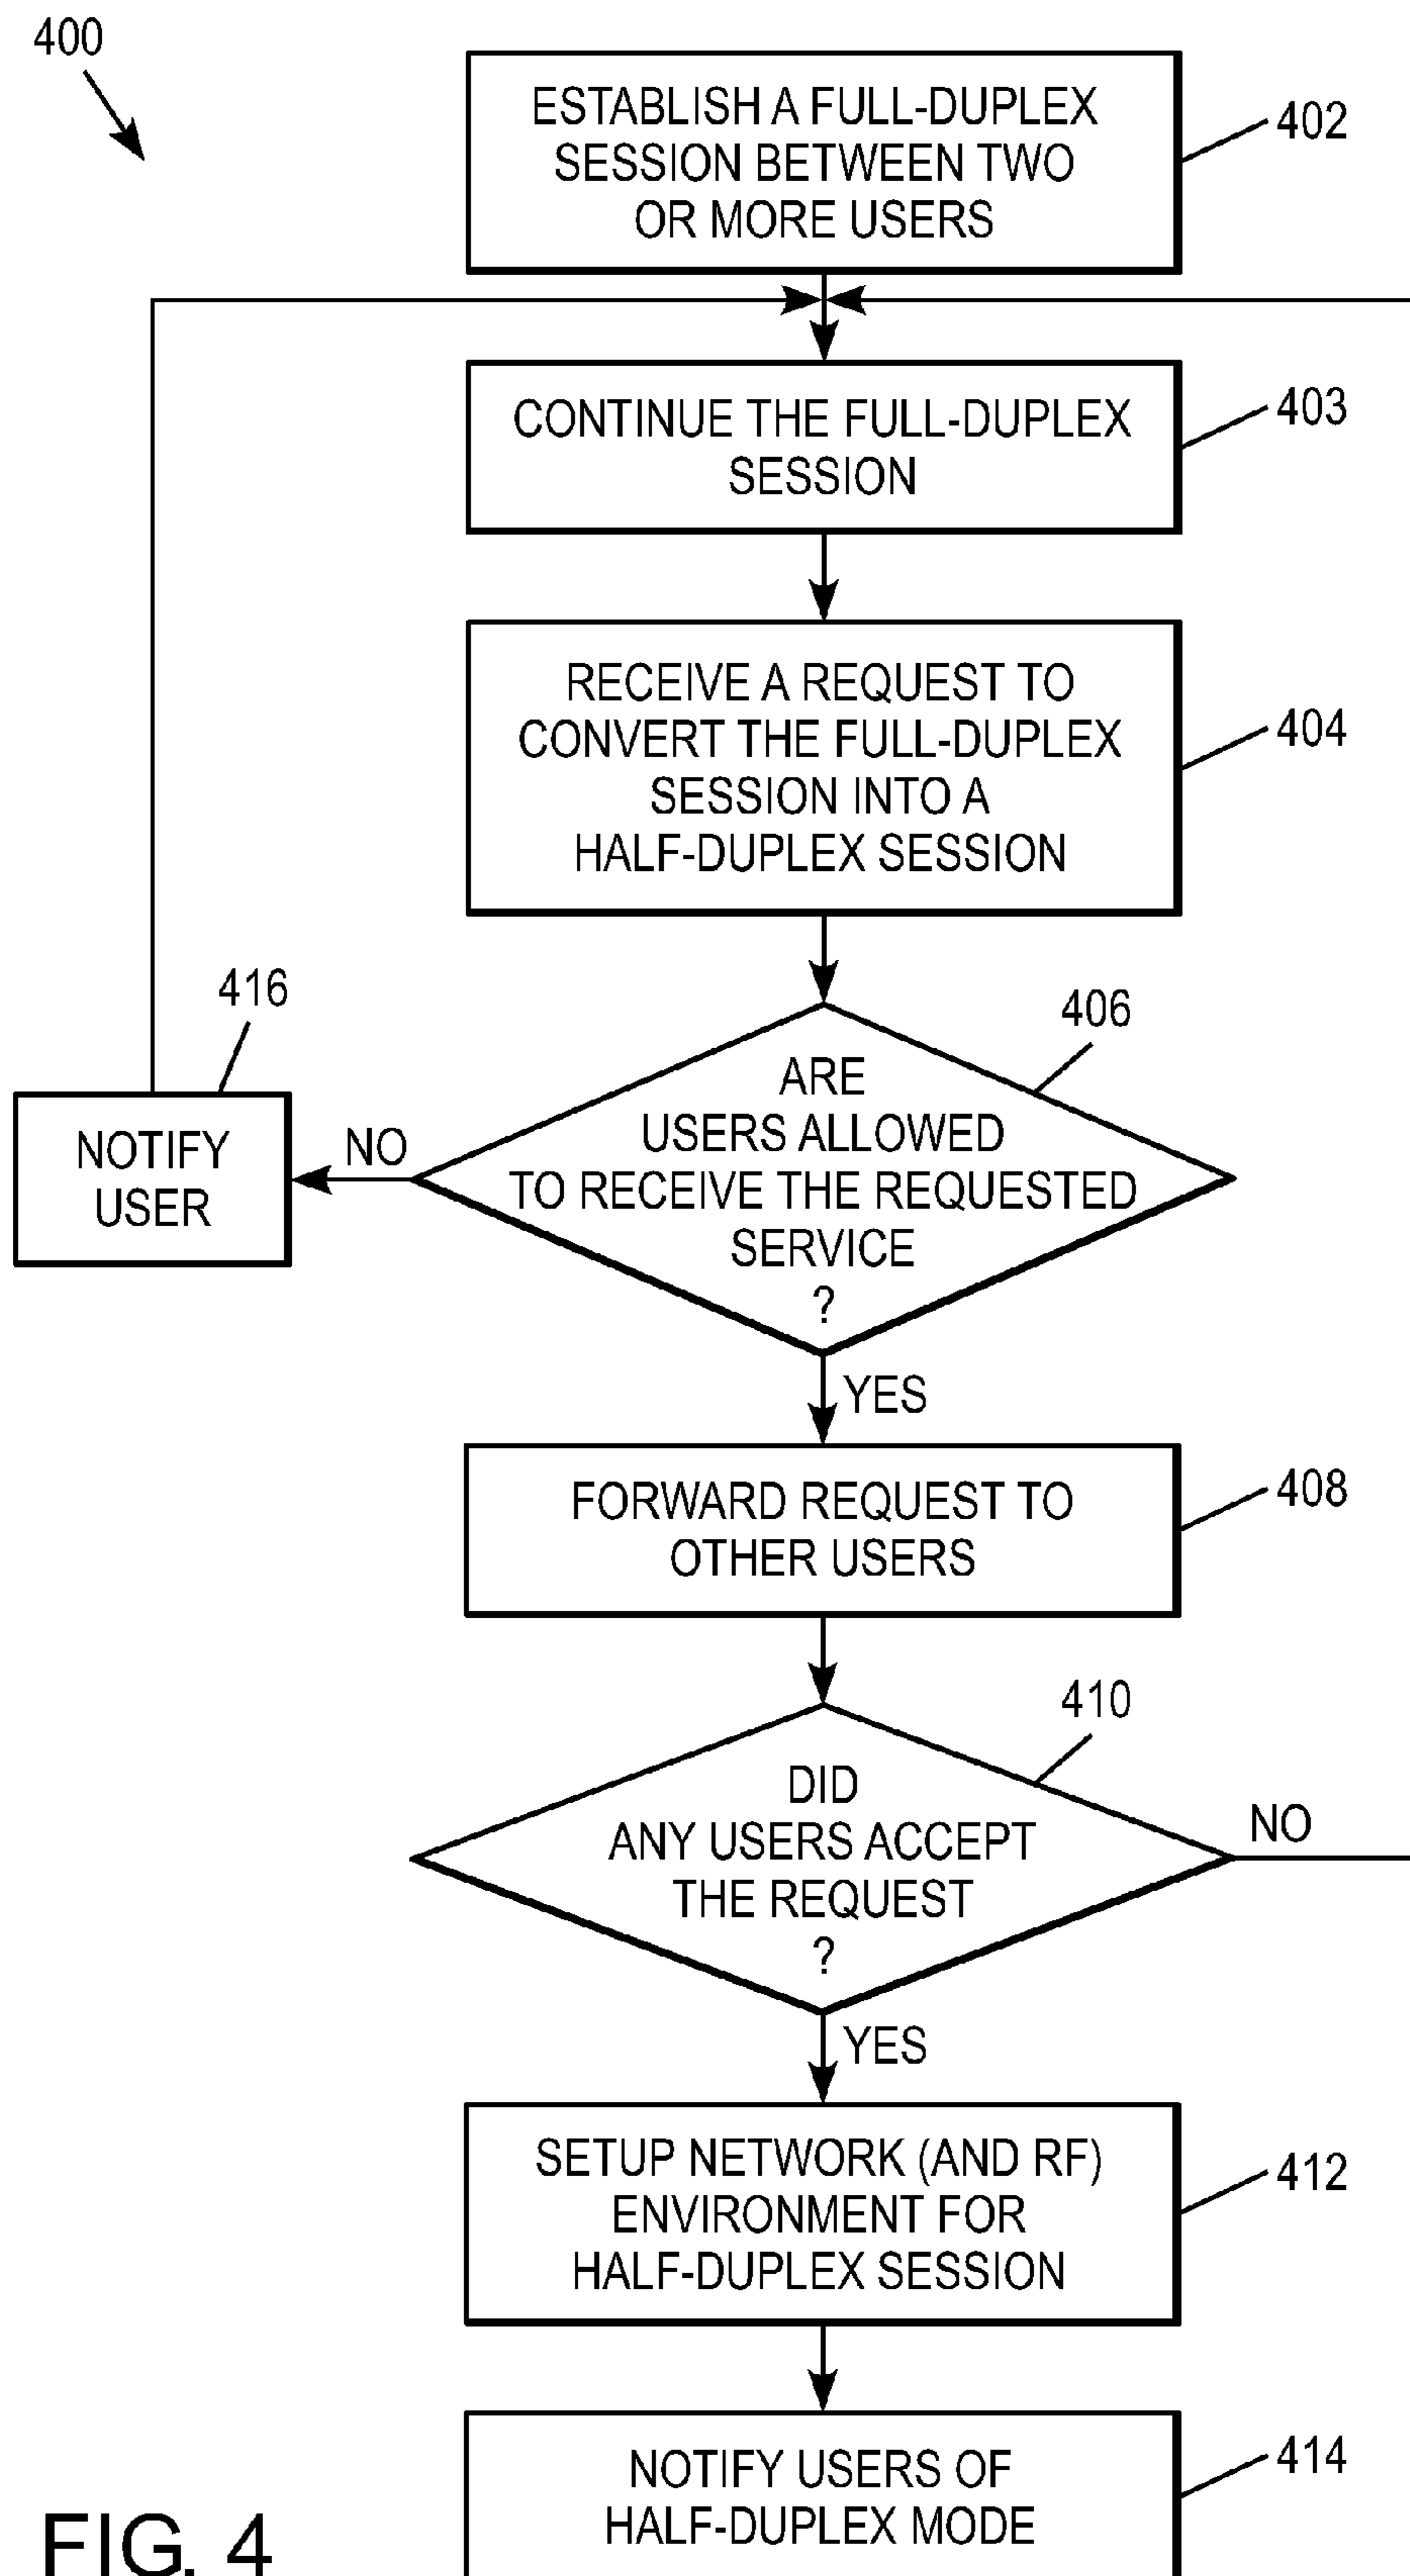 400
ESTABLISH A FULL-DUPLEX
SESSION BETWEEN TWO
OR MORE USERS
402
CONTINUE THE FULL-DUPLEX
SESSION
403
RECEIVE A REQUEST TO
CONVERT THE FULL-DUPLEX
SESSION INTO A
HALF-DUPLEX SESSION
404
416
NOTIFY
USER
NO
406
ARE
USERS ALLOWED
TO RECEIVE THE REQUESTED
SERVICE
?
YES
FORWARD REQUEST TO
OTHER USERS
408
410
DID
ANY USERS ACCEPT
THE REQUEST
?
NO
YES
SETUP NETWORK (AND RF)
ENVIRONMENT FOR
HALF-DUPLEX SESSION
412
NOTIFY USERS OF
HALF-DUPLEX MODE
414
FIG. 4